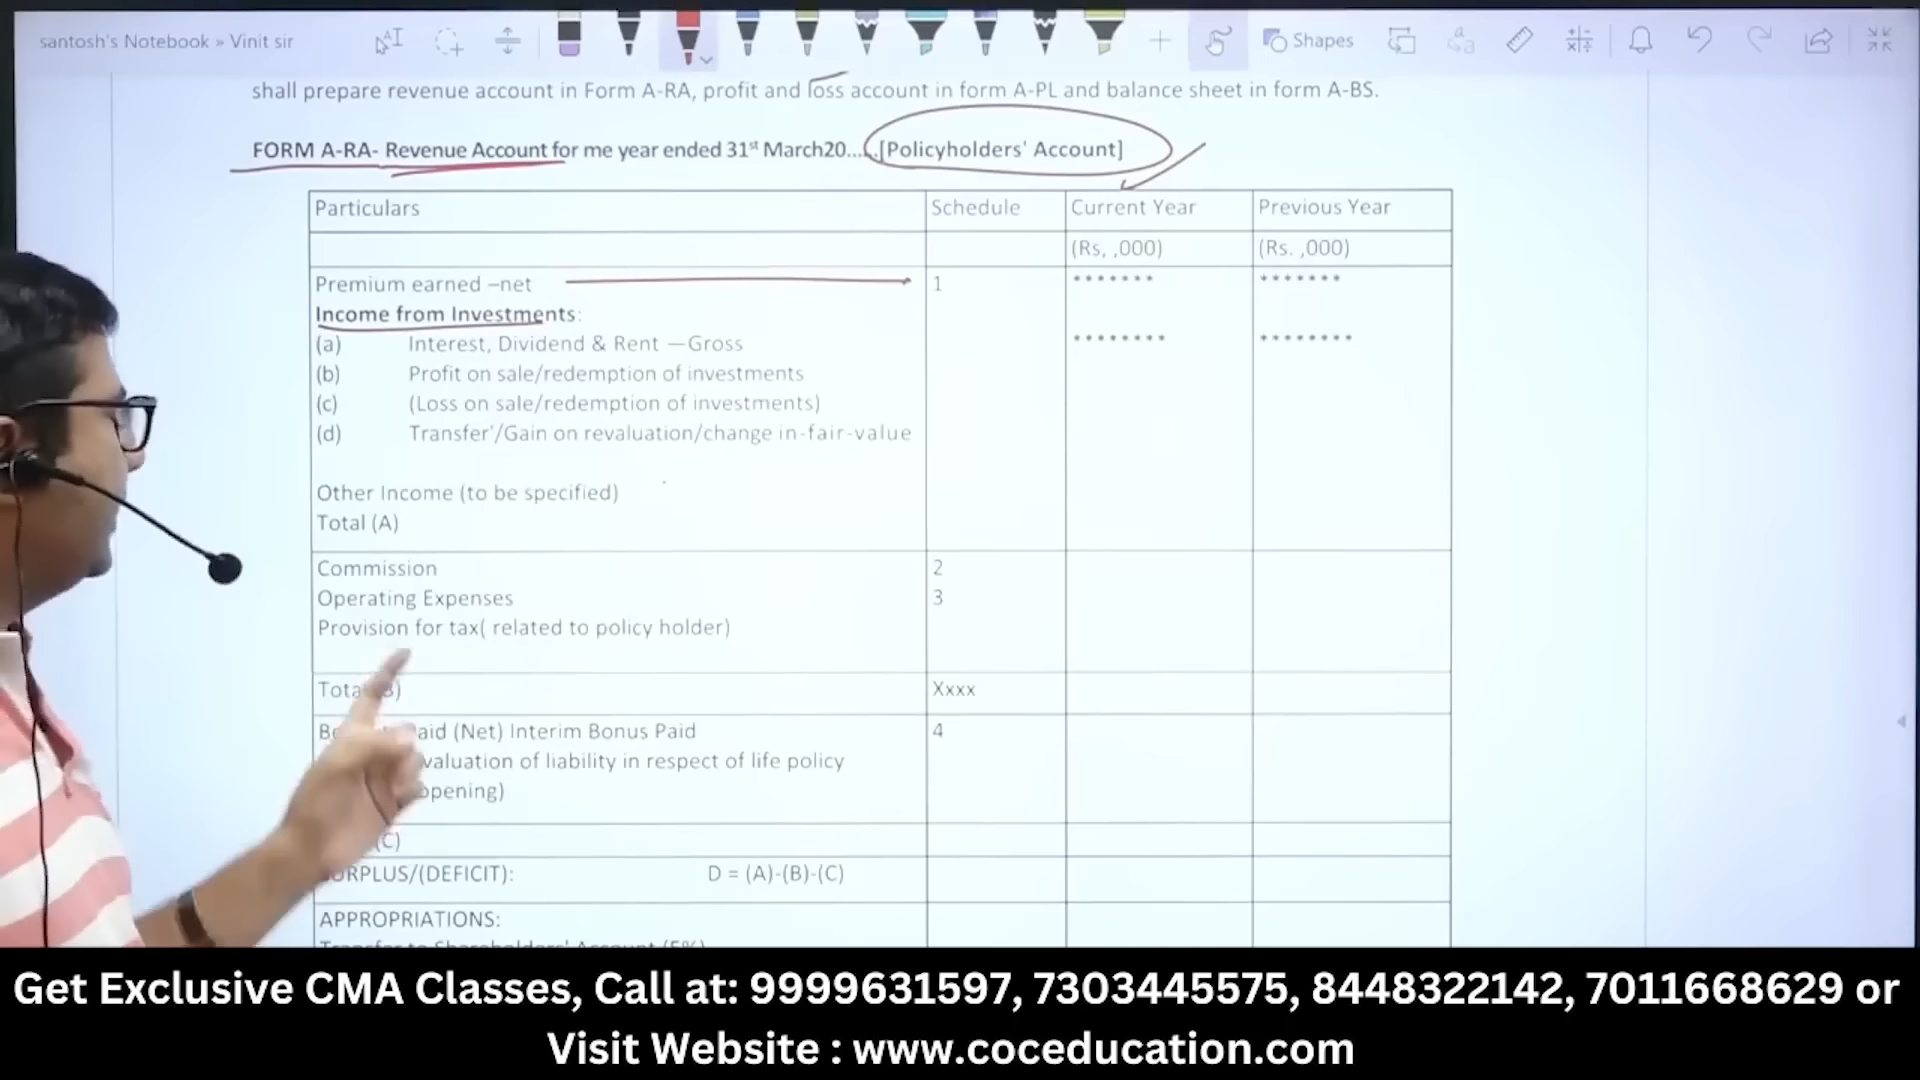 santosh's Notebook » Vinit sir
Shapes
shall prepare revenue account in Form A-RA, profit and loss account in form A-PL and balance sheet in form A-BS.
FORM A-RA- Revenue Account for me year ended 31st March20......[Policyholders' Account]
Particulars Schedule Current Year Previous Year
(Rs, ,000) (Rs. ,000)
Premium earned –net 1 ******* *******
Income from Investments:
(a) Interest, Dividend & Rent —Gross ******** ********
(b) Profit on sale/redemption of investments
(c) (Loss on sale/redemption of investments)
(d) Transfer'/Gain on revaluation/change in-fair-value
Other Income (to be specified)
Total (A)
Commission 2
Operating Expenses 3
Provision for tax( related to policy holder)
Xxxx
(Net) Interim Bonus Paid 4
valuation of liability in respect of life policy
opening)
(C)
D = (A)-(B)-(C)
APPROPRIATIONS:
Transfer to Shareholders' Account (5%)
Get Exclusive CMA Classes, Call at: 9999631597, 7303445575, 8448322142, 7011668629 or
Visit Website : www.coceducation.com